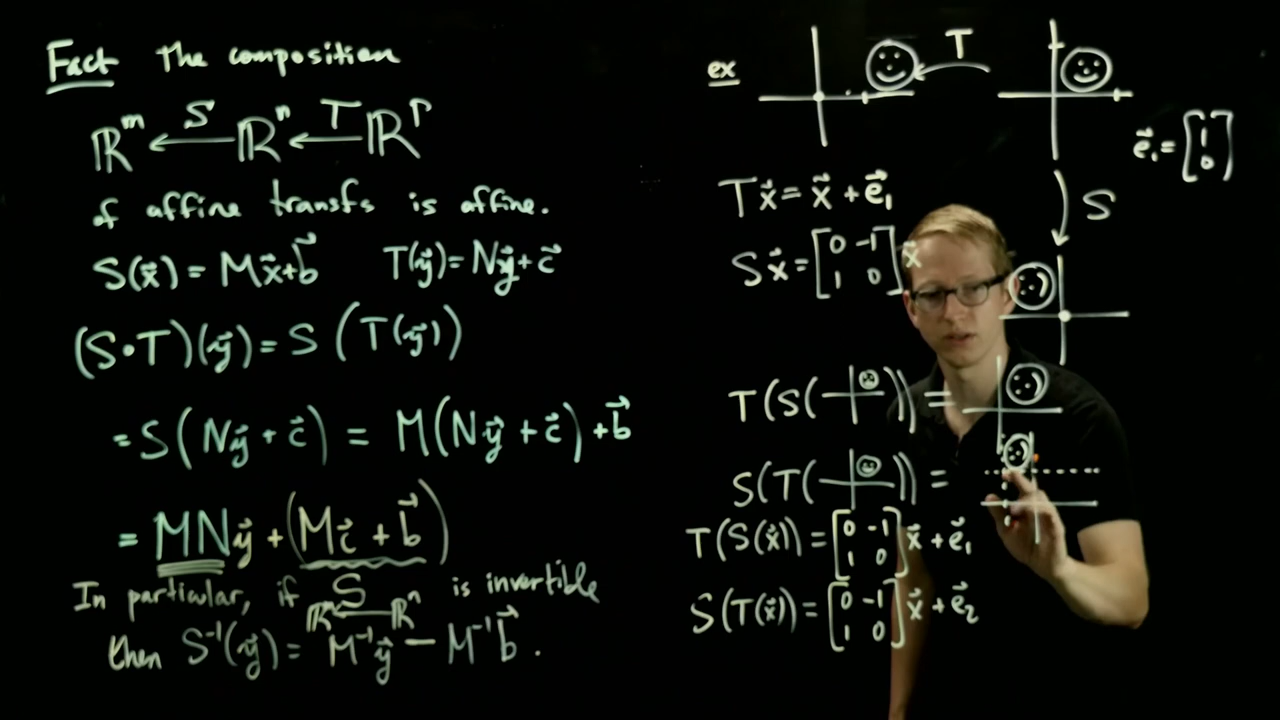 Fact The composition
ℝᵐ ←S ℝⁿ ←T ℝᵖ
of affine transfs is affine.
S(x⃗) = Mx⃗+b⃗ T(y⃗) = Ny⃗+c⃗
(S∘T)(y⃗) = S(T(y⃗))
= S(Ny⃗ + c⃗) = M(Ny⃗ + c⃗) + b⃗
= MNy⃗ + (Mc⃗ + b⃗)
In particular, if ℝⁿ ←S ℝⁿ is invertible
then S⁻¹(y⃗) = M⁻¹y⃗ − M⁻¹b⃗.
ex T
e⃗₁ = [1 0]
Tx⃗ = x⃗ + e⃗₁
S
Sx⃗ = [0 −1 1 0] x⃗
T(S( )) =
S(T( )) =
T(S(x⃗)) = [0 −1 1 0] x⃗ + e⃗₁
S(T(x⃗)) = [0 −1 1 0] x⃗ + e⃗₂